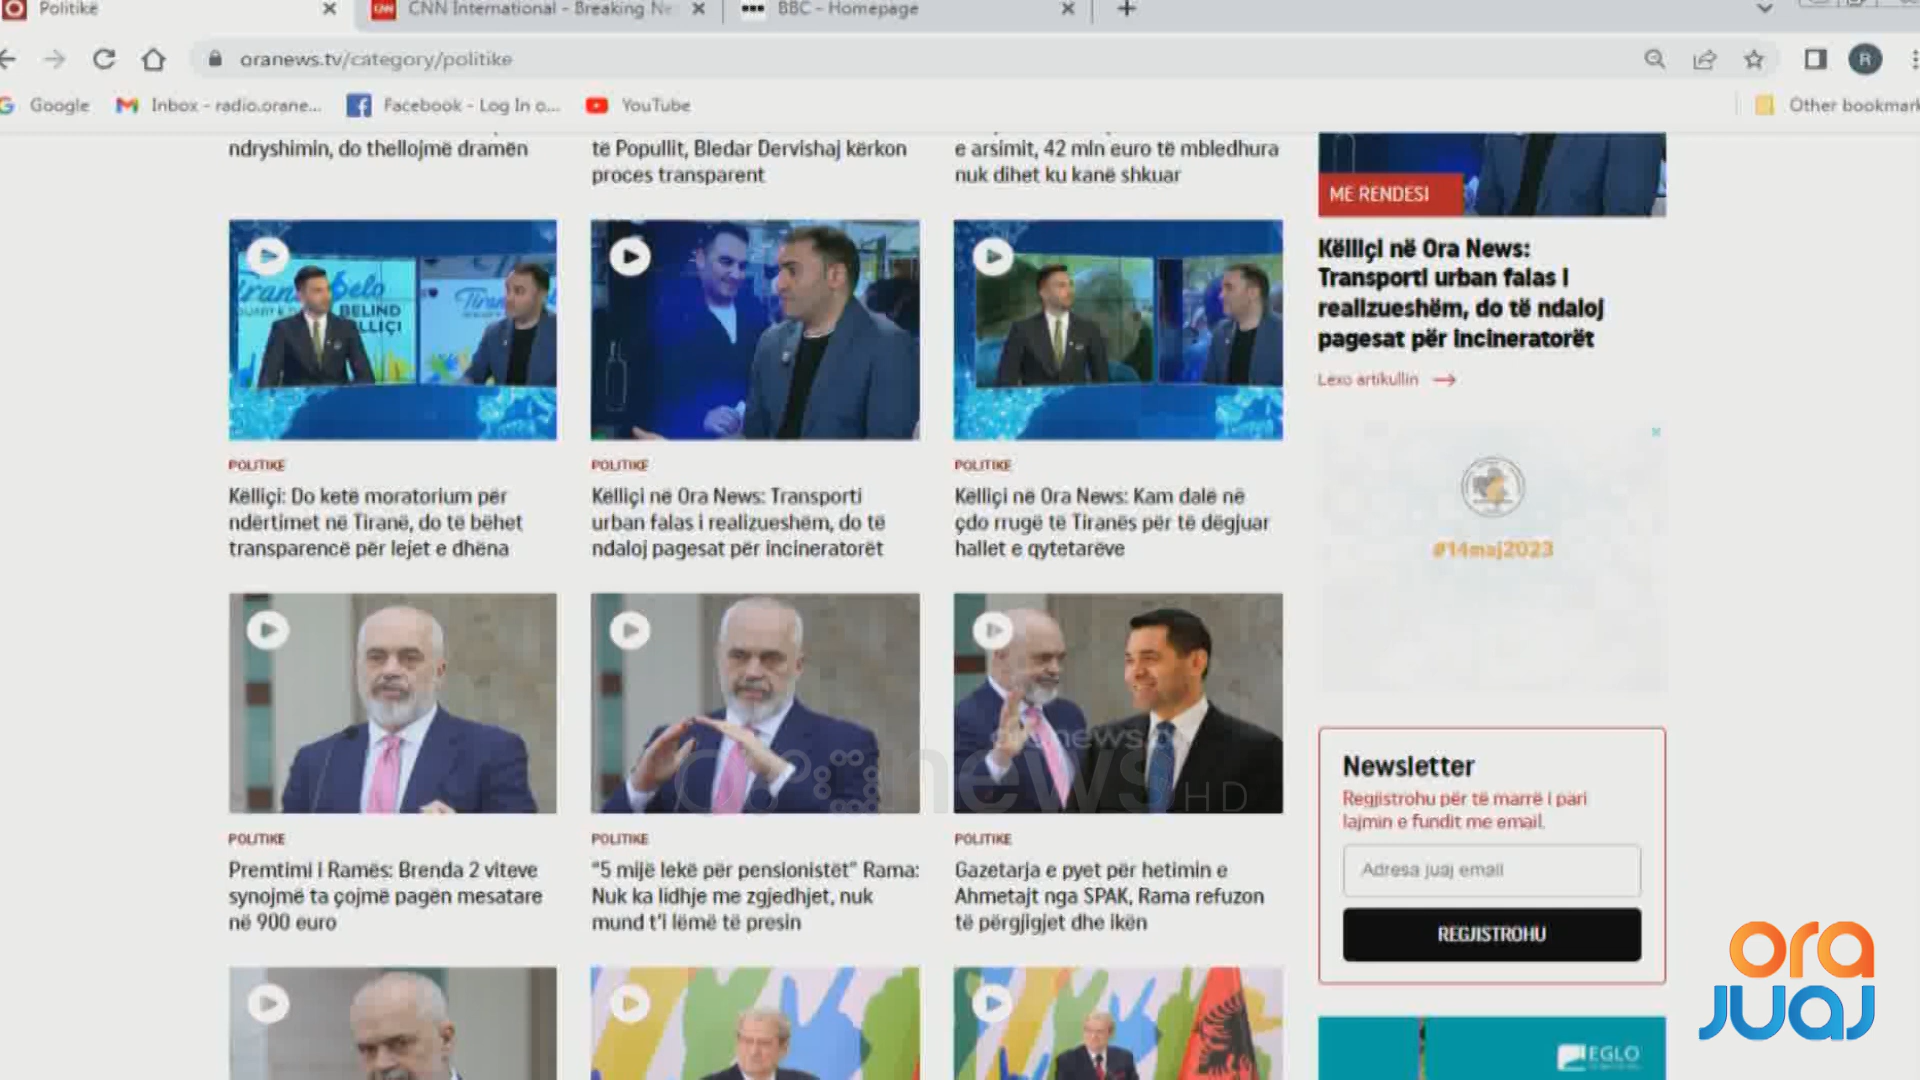 Politike
CNN International - Breaking Ne
BBC - Homepage
oranews.tv/category/politike
R
Google
Inbox - radio.orane...
Facebook - Log In o...
YouTube
Other bookmark
ndryshimin, do thellojmë dramën
të Popullit, Bledar Dervishaj kërkon
proces transparent
e arsimit, 42 mln euro të mbledhura
nuk dihet ku kanë shkuar
BELIND
POLITIKE
Këlliçi: Do ketë moratorium për
ndërtimet në Tiranë, do të bëhet
transparencë për lejet e dhëna
POLITIKE
Këlliçi në Ora News: Transporti
urban falas i realizueshëm, do të
ndaloj pagesat për incineratorët
POLITIKE
Këlliçi në Ora News: Kam dalë në
çdo rrugë të Tiranës për të dëgjuar
hallet e qytetarëve
POLITIKE
Premtimi i Ramës: Brenda 2 viteve
synojmë ta çojmë pagën mesatare
në 900 euro
POLITIKE
"5 mijë lekë për pensionistët" Rama:
Nuk ka lidhje me zgjedhjet, nuk
mund t'i lëmë të presin
POLITIKE
Gazetarja e pyet për hetimin e
Ahmetajt nga SPAK, Rama refuzon
të përgjigjet dhe ikën
ME RENDESI
Këlliçi në Ora News:
Transporti urban falas i
realizueshëm, do të ndaloj
pagesat për incineratorët
Lexo artikullin
#14maj2023
Newsletter
Regjistrohu për të marrë i pari
lajmin e fundit me email.
Adresa juaj email
REGJISTROHU
EGLO
news HD
ora
juaj